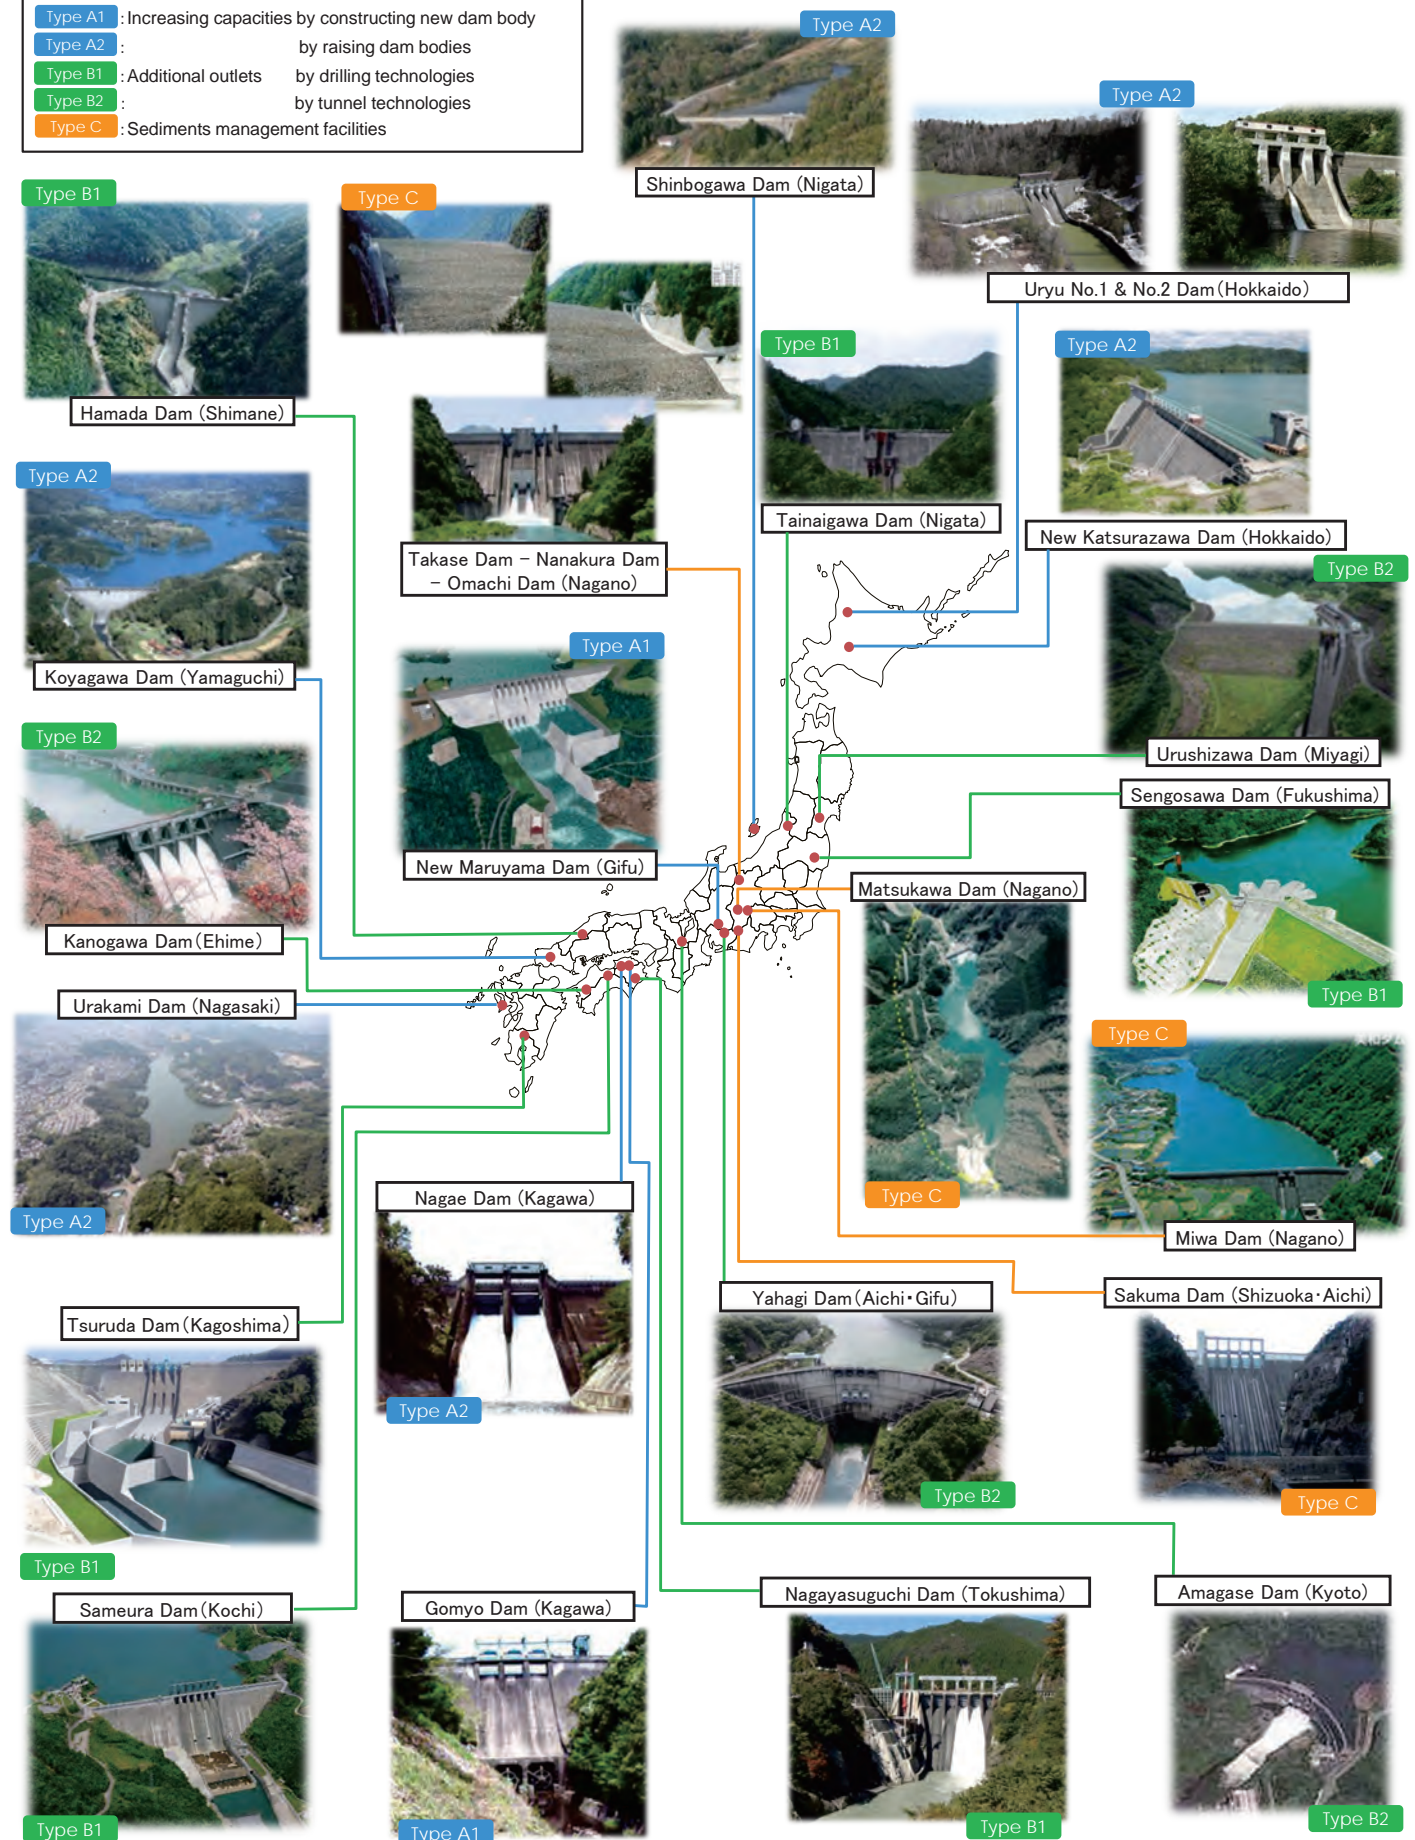 Type A1 : Increasing capacities by constructing new dam body
Type A2 : by raising dam bodies
Type B1 : Additional outlets by drilling technologies
Type B2 : by tunnel technologies
Type C : Sediments management facilities
Type A2
Shinbogawa Dam (Nigata)
Type A2
Uryu No.1 & No.2 Dam(Hokkaido)
Type B1
Hamada Dam (Shimane)
Type C
Takase Dam - Nanakura Dam
- Omachi Dam (Nagano)
Type B1
Tainaigawa Dam (Nigata)
Type A2
New Katsurazawa Dam (Hokkaido)
Type A2
Koyagawa Dam (Yamaguchi)
Type A1
New Maruyama Dam (Gifu)
Type B2
Urushizawa Dam (Miyagi)
Type B2
Kanogawa Dam(Ehime)
Sengosawa Dam (Fukushima)
Type B1
Matsukawa Dam (Nagano)
Type C
Urakami Dam (Nagasaki)
Type A2
Type C
Miwa Dam (Nagano)
Nagae Dam (Kagawa)
Type A2
Yahagi Dam(Aichi・Gifu)
Type B2
Sakuma Dam (Shizuoka・Aichi)
Type C
Tsuruda Dam(Kagoshima)
Type B1
Sameura Dam(Kochi)
Type B1
Gomyo Dam (Kagawa)
Type A1
Nagayasuguchi Dam (Tokushima)
Type B1
Amagase Dam (Kyoto)
Type B2